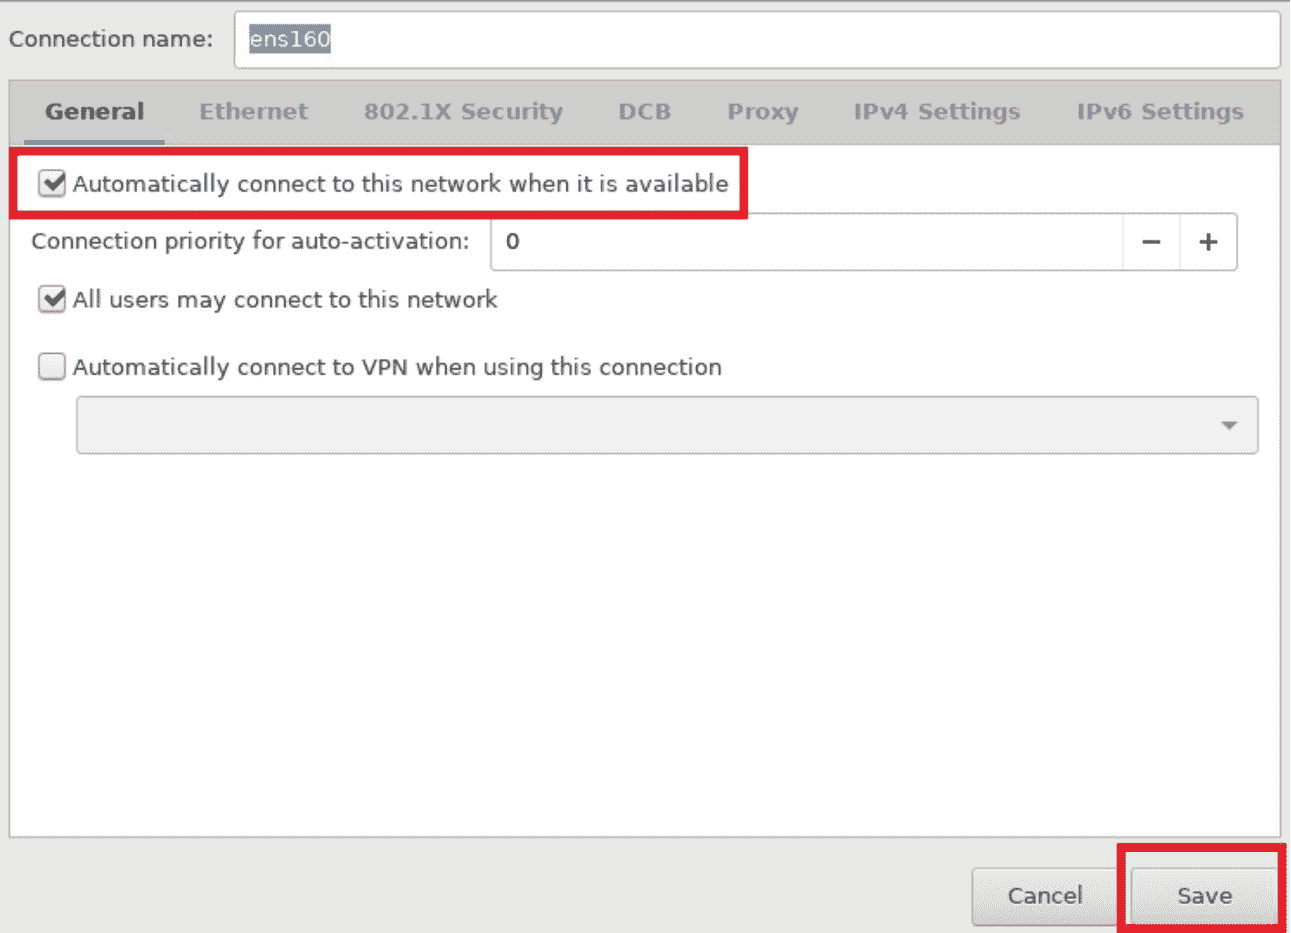 Connection name: ens160
General Ethernet 802.1X Security DCB Proxy IPv4 Settings IPv6 Settings
Automatically connect to this network when it is available
Connection priority for auto-activation: 0 − +
All users may connect to this network
Automatically connect to VPN when using this connection
Cancel Save